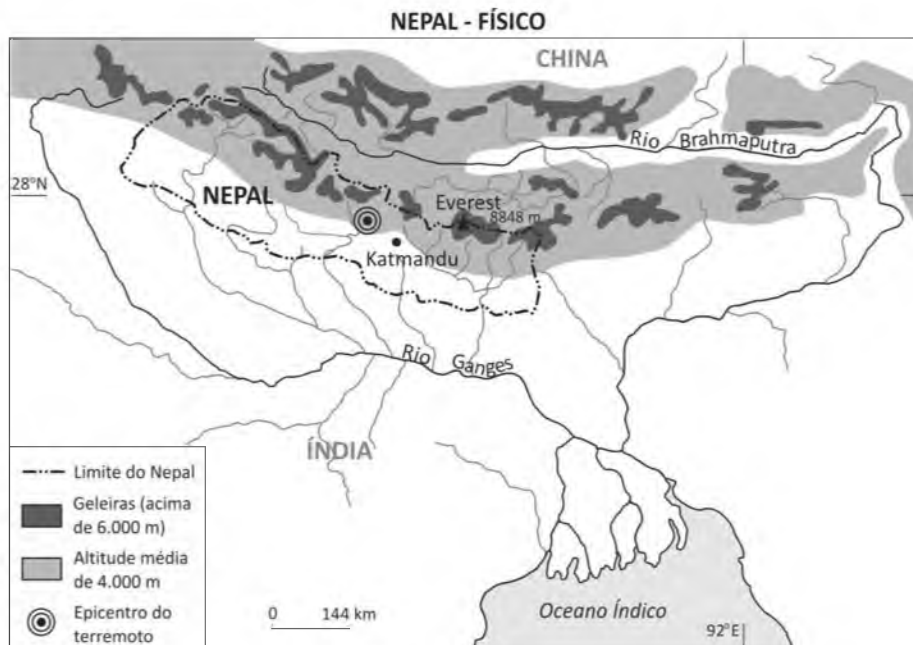 NEPAL - FÍSICO
CHINA
Rio Brahmaputra
28°N
NEPAL
Everest
8848 m
Katmandu
Rio Ganges
ÍNDIA
Limite do Nepal
Geleiras (acima
de 6.000 m)
Altitude média
de 4.000 m
Epicentro do
terremoto
0 144 km
Oceano Índico
92°E